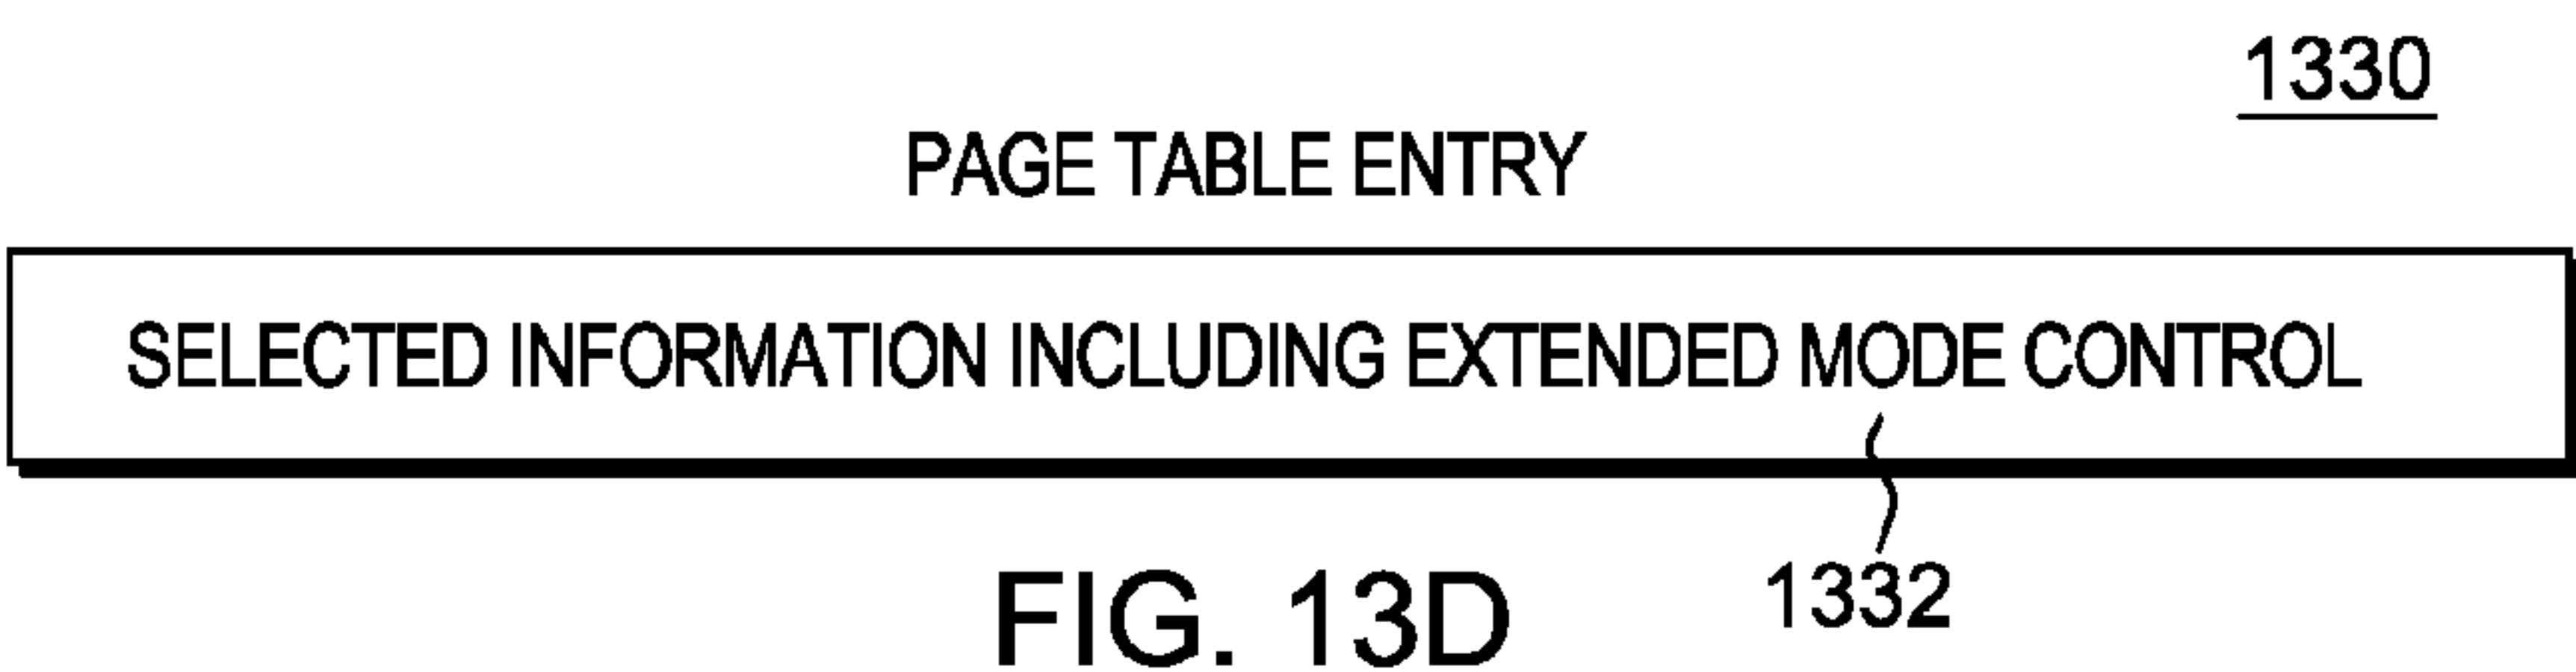 1330
PAGE TABLE ENTRY
SELECTED INFORMATION INCLUDING EXTENDED MODE CONTROL
1332
FIG. 13D